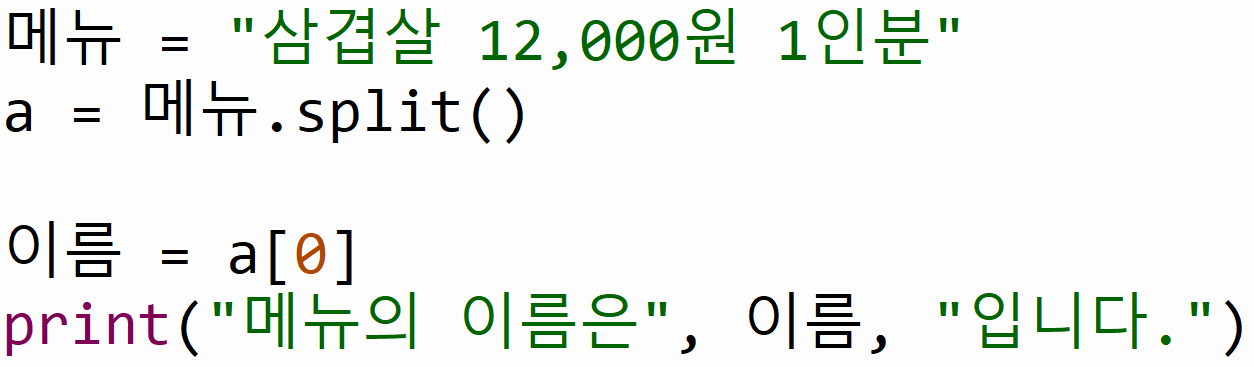 메뉴 = "삼겹살 12,000원 1인분"
a = 메뉴.split()
이름 = a[0]
print("메뉴의 이름은", 이름, "입니다.")